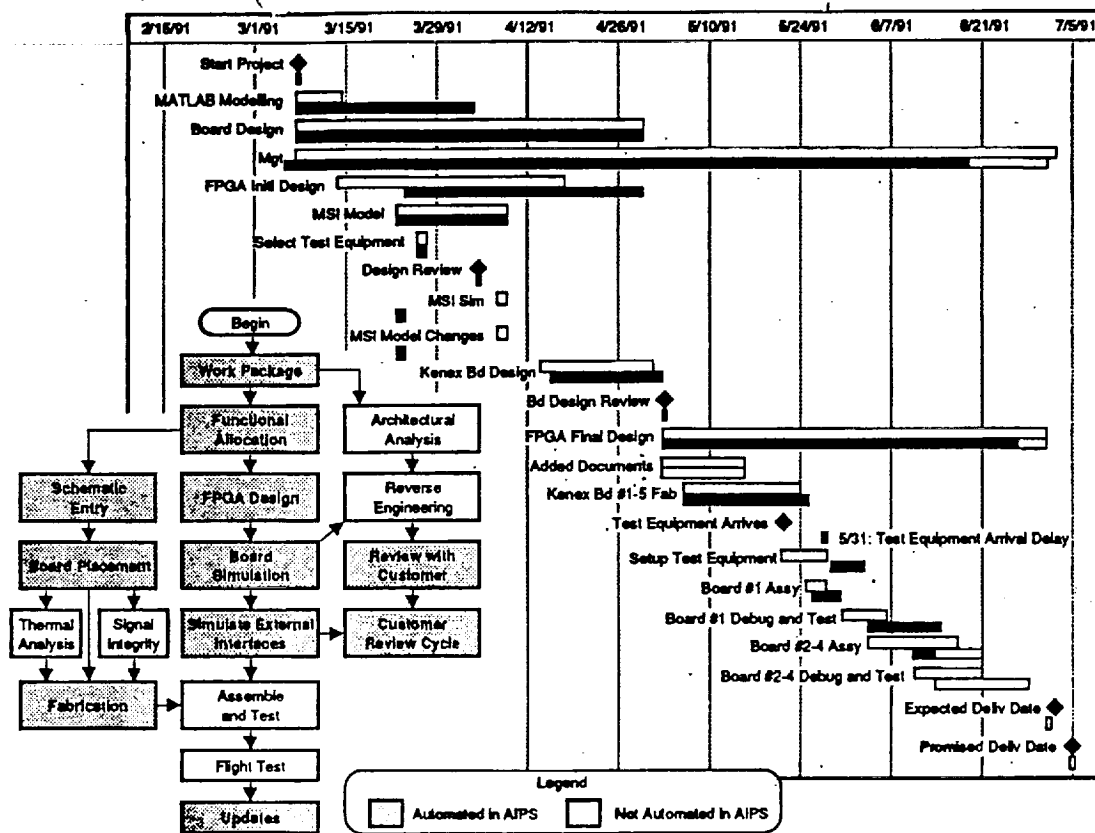 2/16/91 3/1/91 3/15/91 3/29/91 4/12/91 4/26/91 5/10/91 5/24/91 6/7/91 6/21/91 7/5/91
Start Project
MATLAB Modelling
Board Design
Mgt
FPGA Initl Design
MSI Model
Select Test Equipment
Design Review
MSI Sim
MSI Model Changes
Kenex Bd Design
Bd Design Review
FPGA Final Design
Added Documents
Kenex Bd #1-5 Fab
Test Equipment Arrives
5/31: Test Equipment Arrival Delay
Setup Test Equipment
Board #1 Assy
Board #1 Debug and Test
Board #2-4 Assy
Board #2-4 Debug and Test
Expected Deliv Date
Promised Deliv Date
Begin
Work Package
Functional
Allocation
Architectural
Analysis
Schematic
Entry
FPGA Design
Reverse
Engineering
Board Placement
Board
Simulation
Review with
Customer
Thermal
Analysis
Signal
Integrity
Simulate External
Interfaces
Customer
Review Cycle
Fabrication
Assemble
and Test
Flight Test
Updates
Legend
Automated in AIPS
Not Automated in AIPS